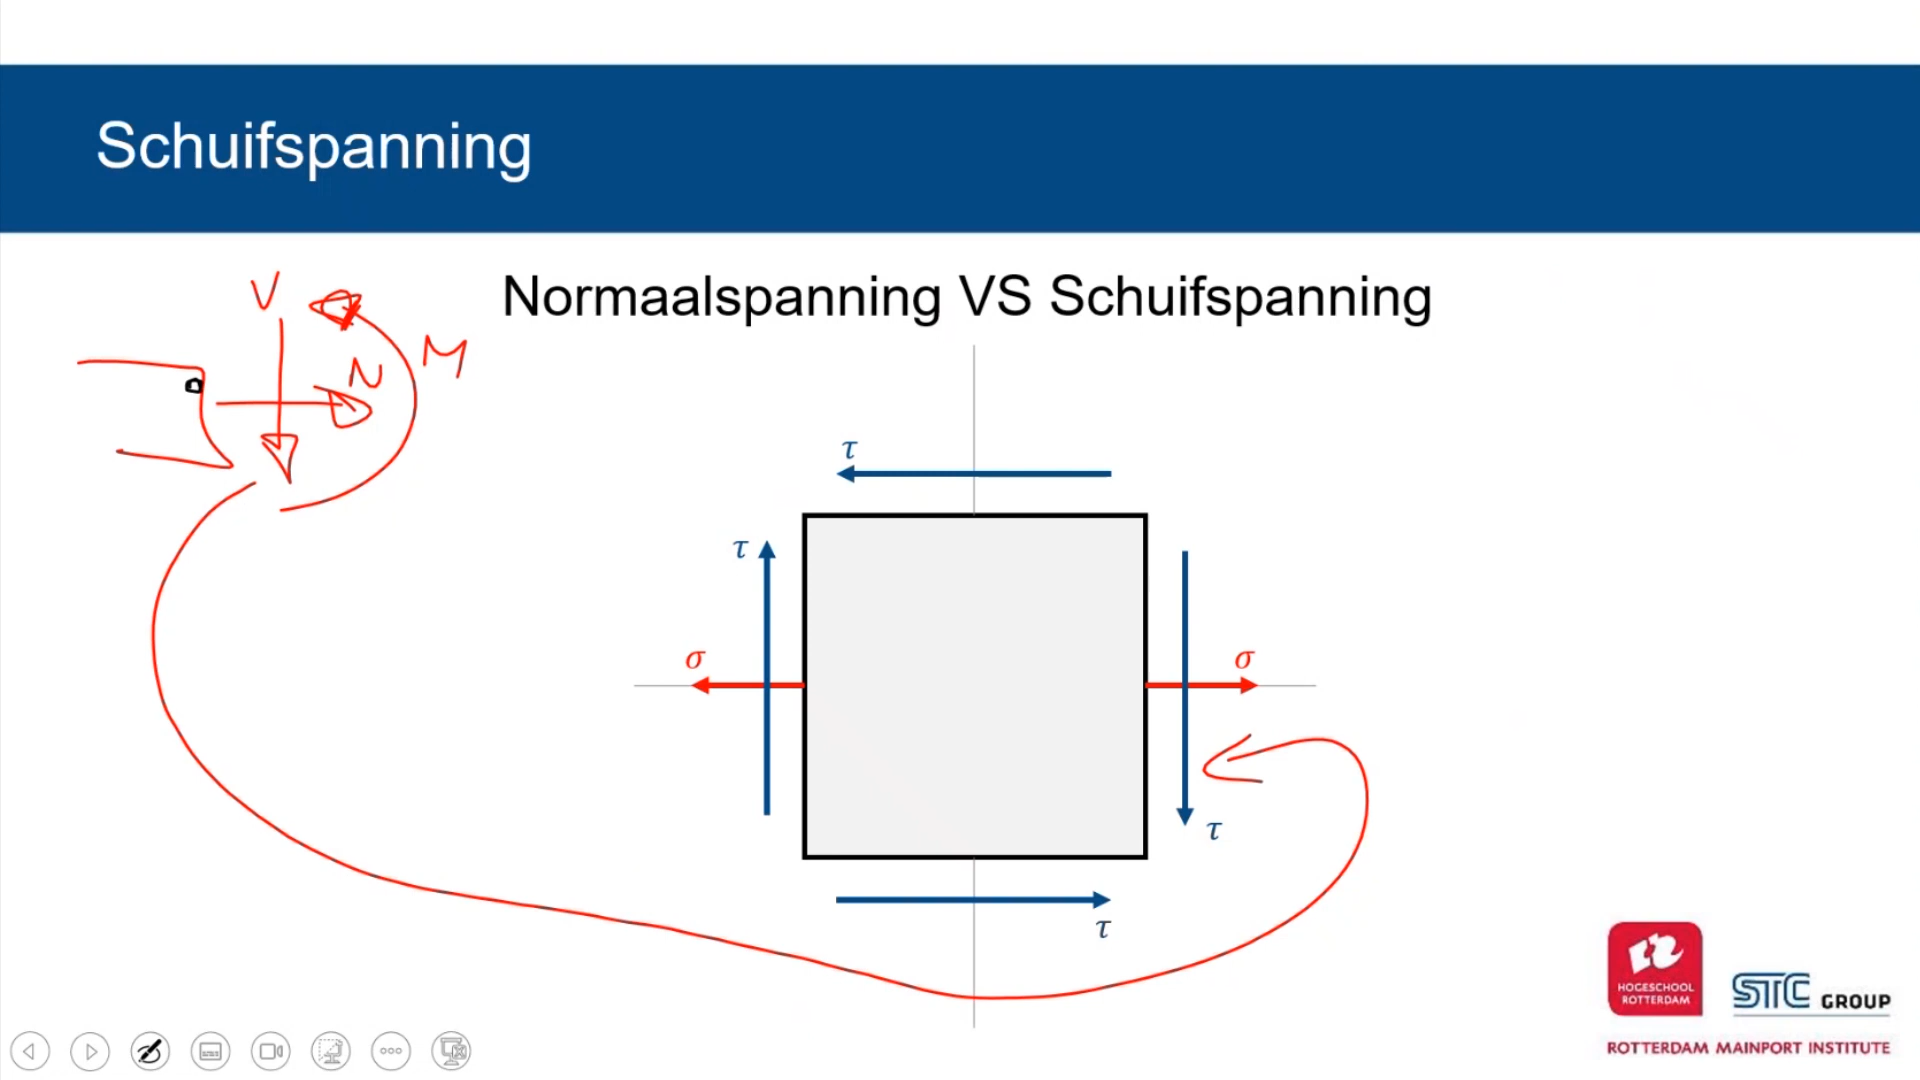 Schuifspanning
Normaalspanning VS Schuifspanning
V
N
M
τ
τ
σ
σ
τ
τ
HOGESCHOOL
ROTTERDAM
STC GROUP
ROTTERDAM MAINPORT INSTITUTE